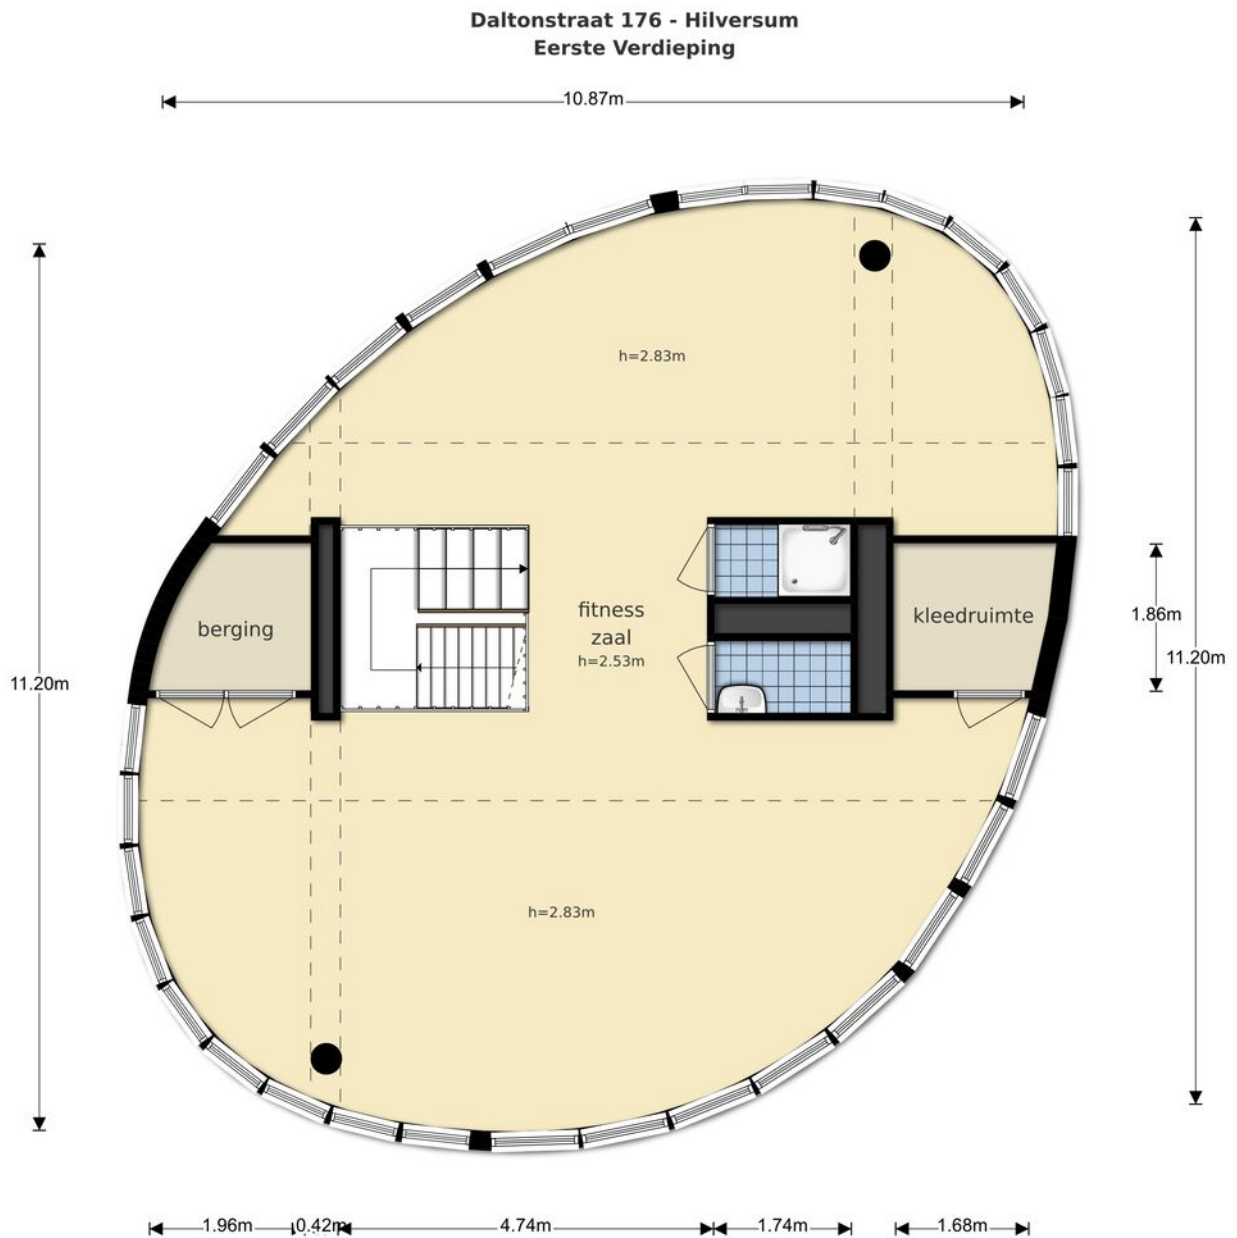 Daltonstraat 176 - Hilversum
Eerste Verdieping
10.87m
h=2.83m
fitness
zaal
h=2.53m
berging
kleedruimte
1.86m
11.20m
11.20m
h=2.83m
1.96m
0.42m
4.74m
1.74m
1.68m